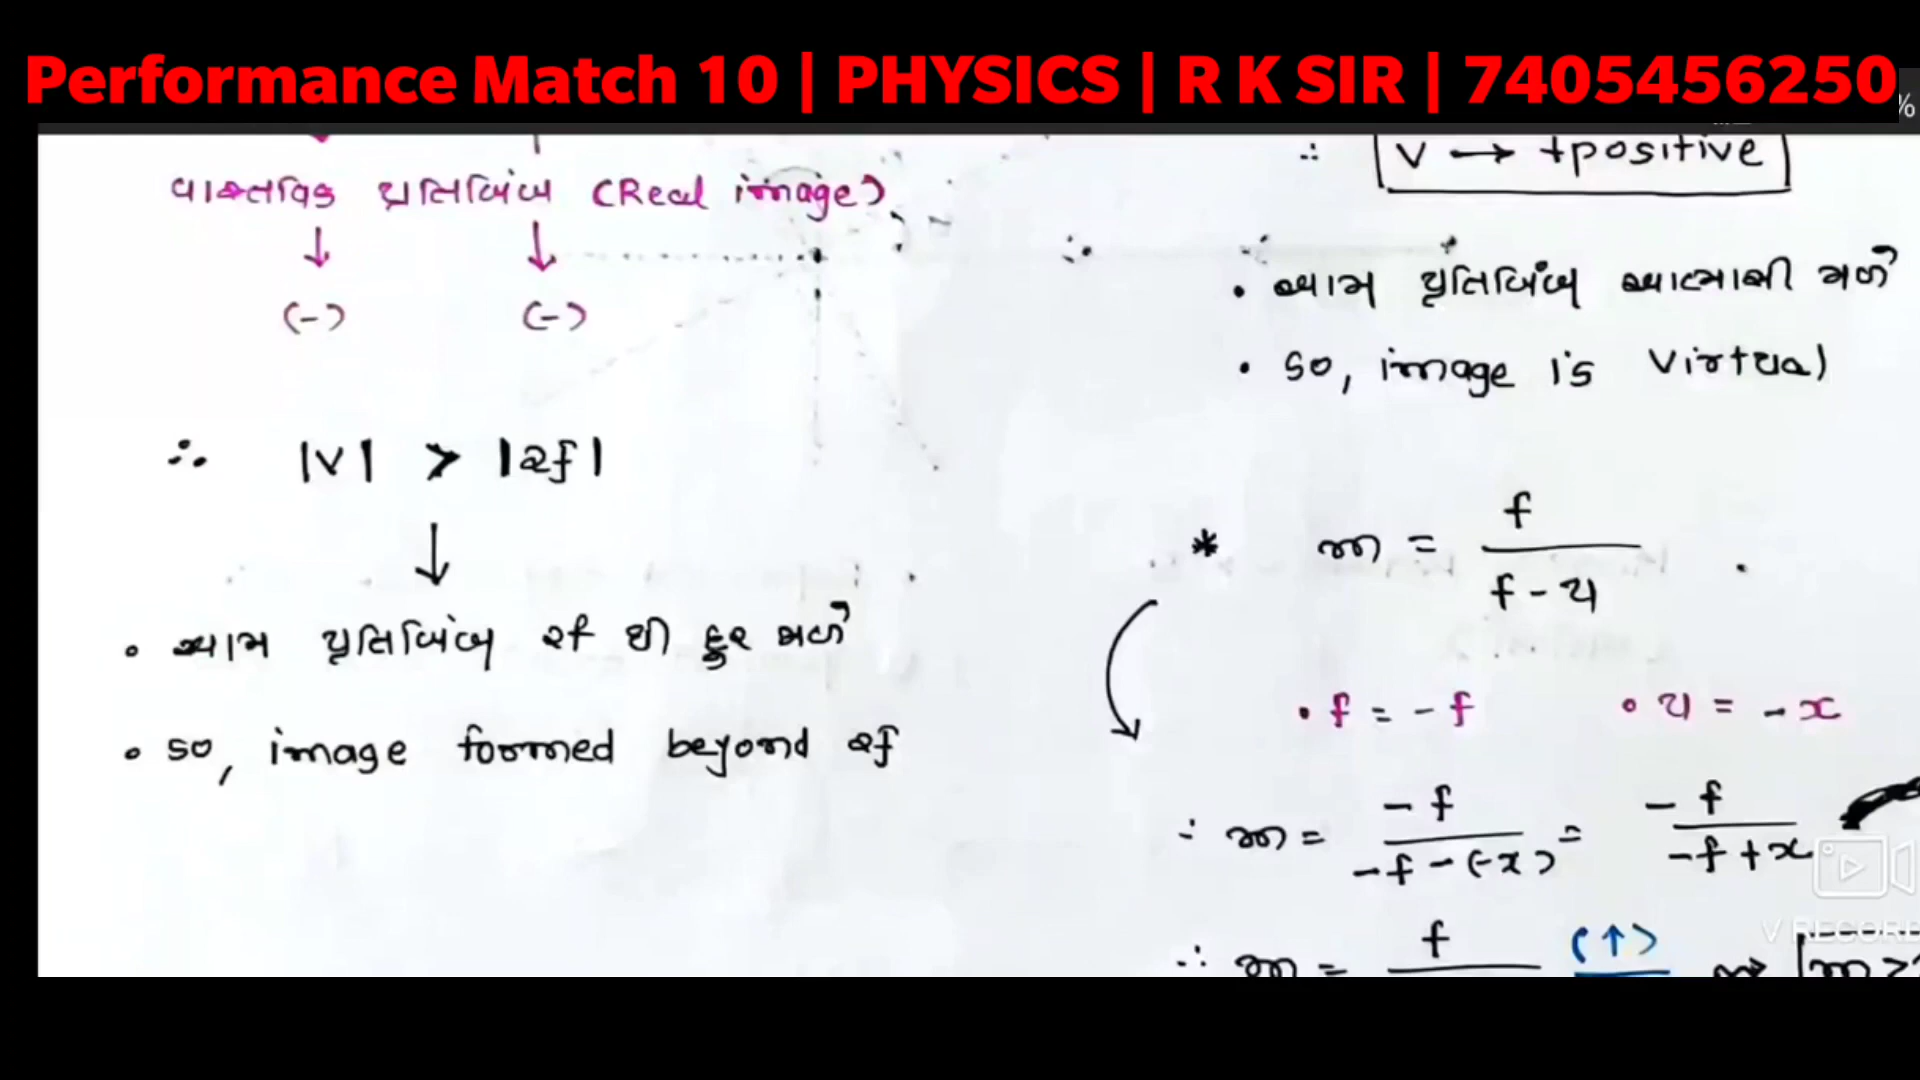 Performance Match 10 | PHYSICS | R K SIR | 7405456250
%
વાસ્તવિક પ્રતિબિંબ (Real image)
↓ ↓
(-) (-)
∴ |v| > |2f|
↓
• આમ પ્રતિબિંબ 2f થી દુર મળે
• so, image formed beyond 2f
∴ v → +positive
• આમ પ્રતિબિંબ આભાસી મળે
• so, image is virtual
* m = f / f - u
• f = - f • u = - x
∴ m = - f / - f - (-x) = - f / - f + x
∴ m = f (↑) ⇒ m >
V RECORD